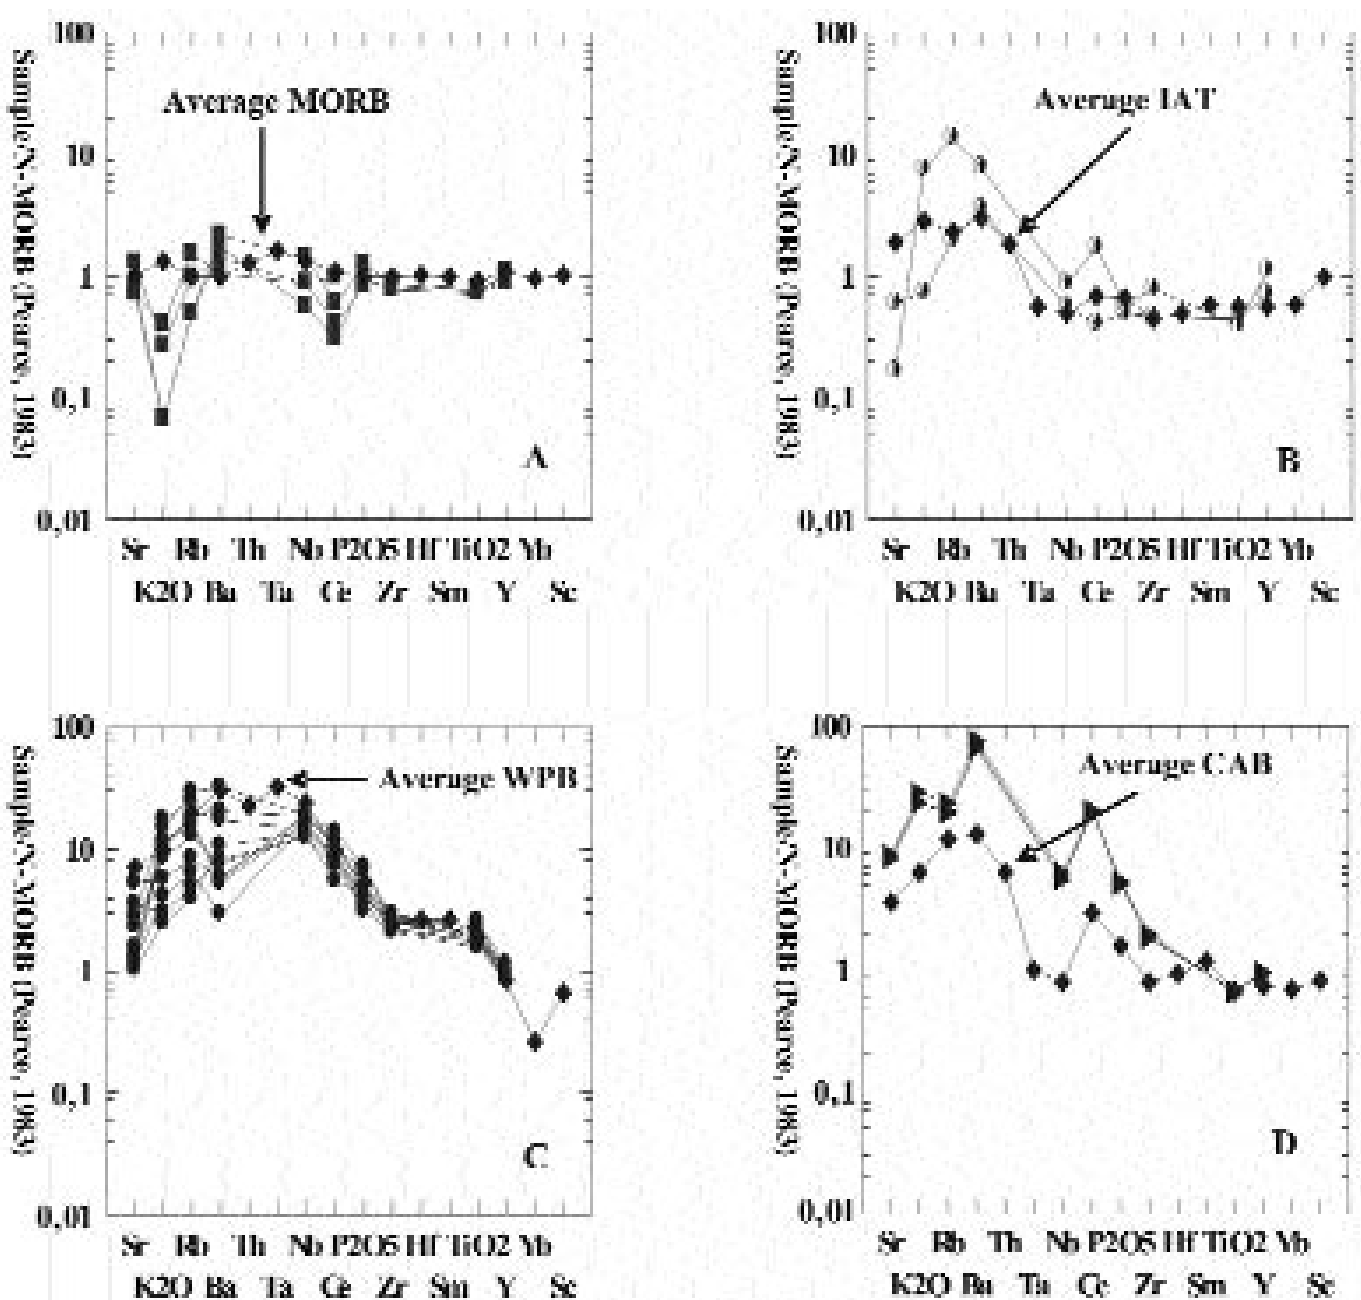 100
10
1
0,1
0,01
Sample/N-MORB (Pearce, 1983)
Average MORB
A
Sr Rb Th Nb P2O5 Hf TiO2 Yb
K2O Ba Ta Ce Zr Sm Y Sc
100
10
1
0,1
0,01
Sample/N-MORB (Pearce, 1983)
Average IAT
B
Sr Rb Th Nb P2O5 Hf TiO2 Yb
K2O Ba Ta Ce Zr Sm Y Sc
100
10
1
0,1
0,01
Sample/N-MORB (Pearce, 1983)
Average WPB
C
Sr Rb Th Nb P2O5 Hf TiO2 Yb
K2O Ba Ta Ce Zr Sm Y Sc
100
10
1
0,1
0,01
Sample/N-MORB (Pearce, 1983)
Average CAB
D
Sr Rb Th Nb P2O5 Hf TiO2 Yb
K2O Ba Ta Ce Zr Sm Y Sc